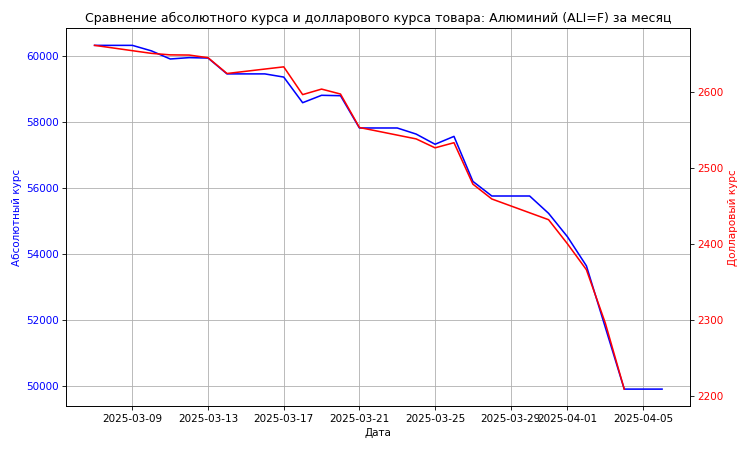 Сравнение абсолютного курса и долларового курса товара: Алюминий (ALI=F) за месяц
Абсолютный курс
60000
58000
56000
54000
52000
50000
2600
2500
2400
2300
2200
Долларовый курс
2025-03-09 2025-03-13 2025-03-17 2025-03-21 2025-03-25 2025-03-29 2025-04-01 2025-04-05
Дата